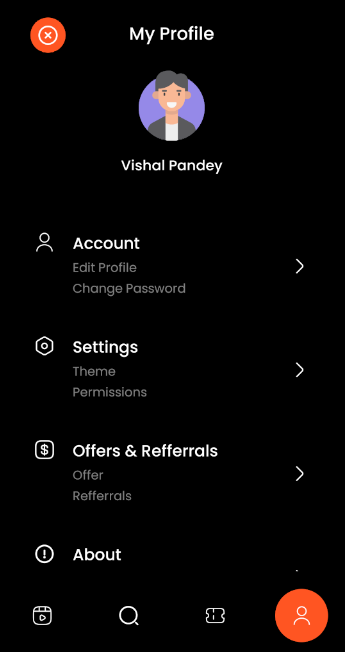 My Profile
Vishal Pandey
Account
Edit Profile
Change Password
Settings
Theme
Permissions
Offers & Refferrals
Offer
Refferrals
About